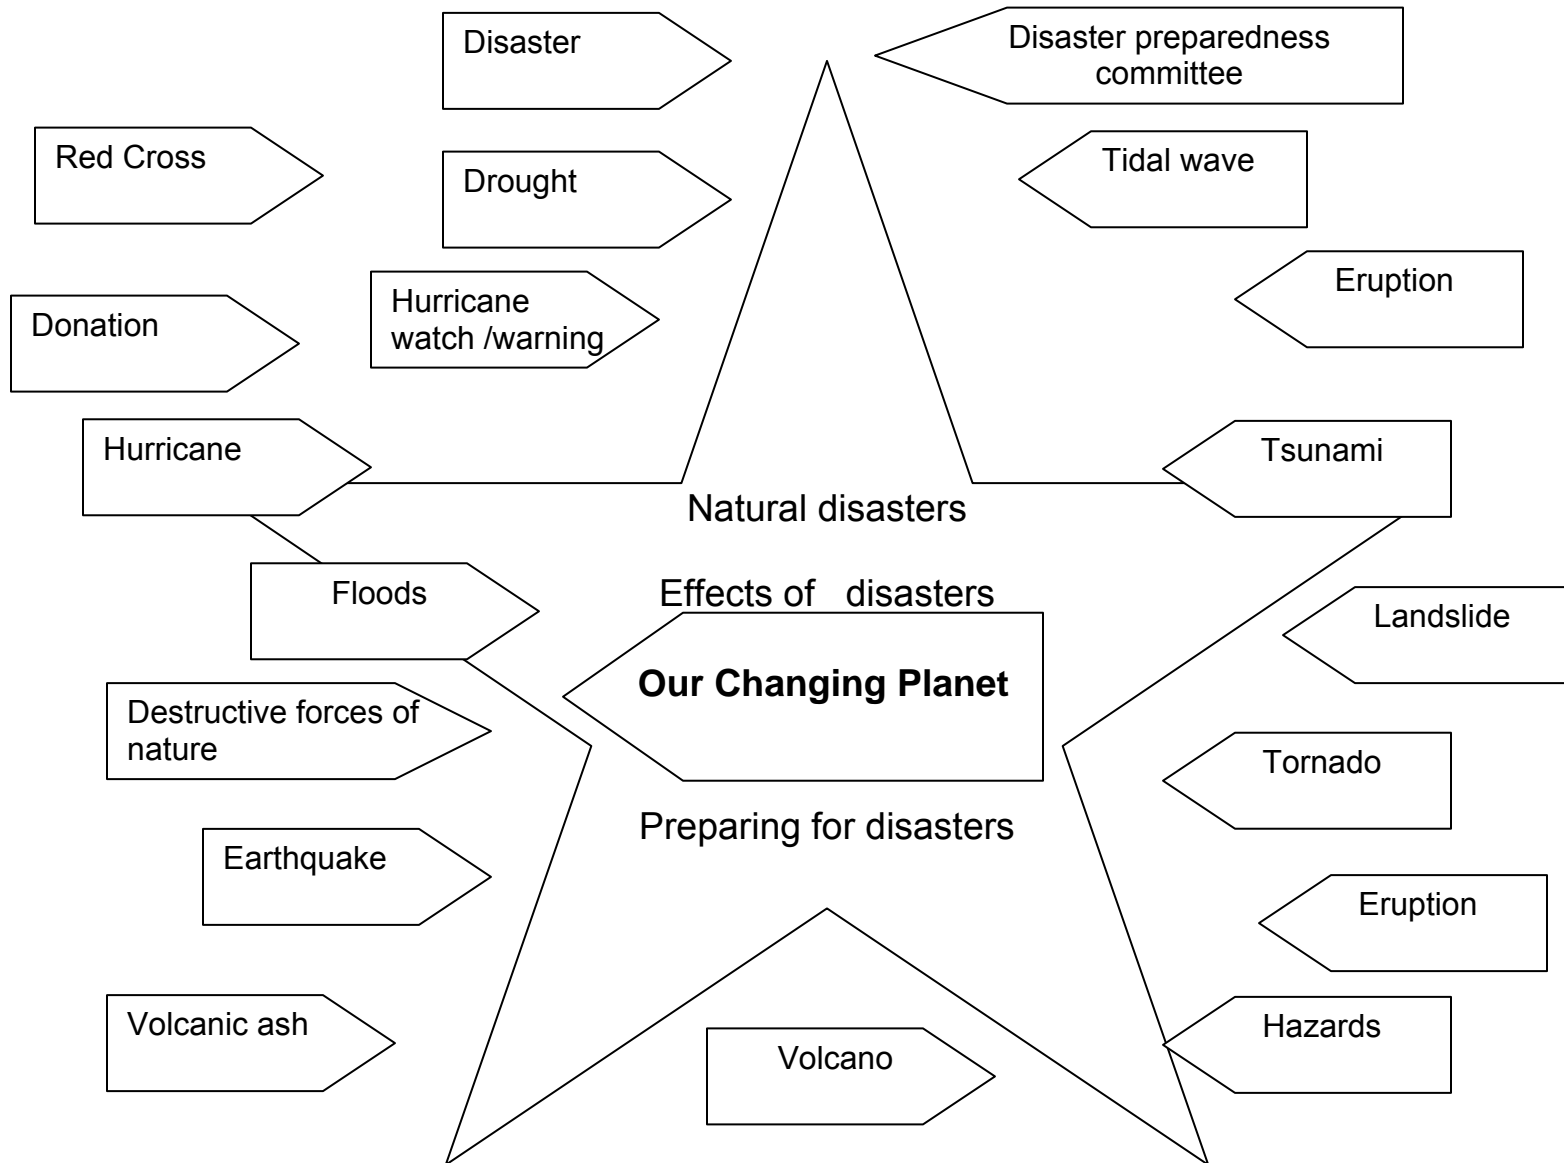 Disaster
Disaster preparedness
committee
Red Cross
Drought
Tidal wave
Eruption
Donation
Hurricane
watch /warning
Hurricane
Tsunami
Natural disasters
Floods
Effects of   disasters
Landslide
Our Changing Planet
Destructive forces of
nature
Tornado
Preparing for disasters
Earthquake
Eruption
Volcanic ash
Volcano
Hazards